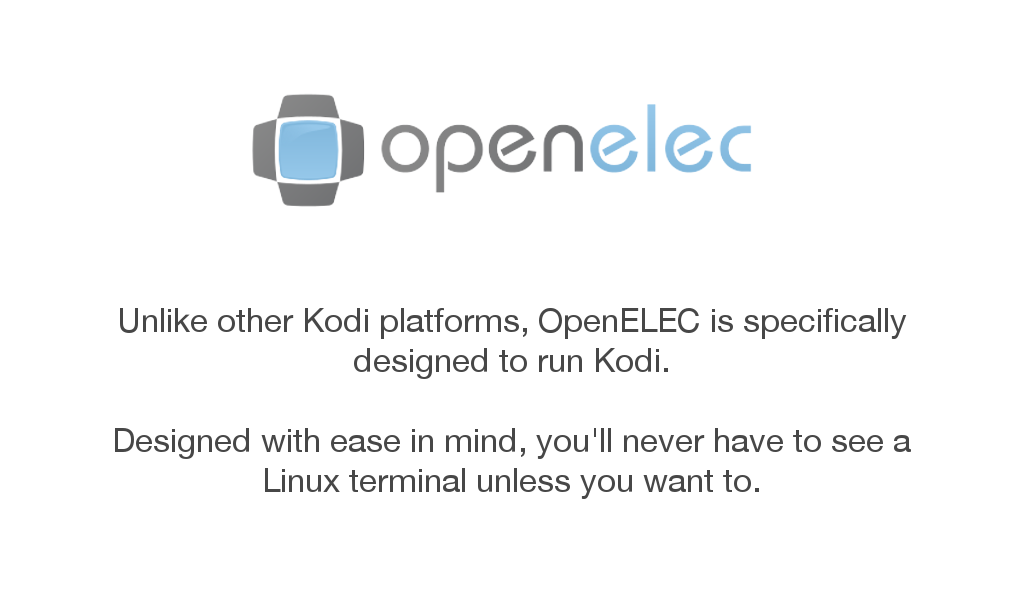 openelec
Unlike other Kodi platforms, OpenELEC is specifically
designed to run Kodi.
Designed with ease in mind, you'll never have to see a
Linux terminal unless you want to.